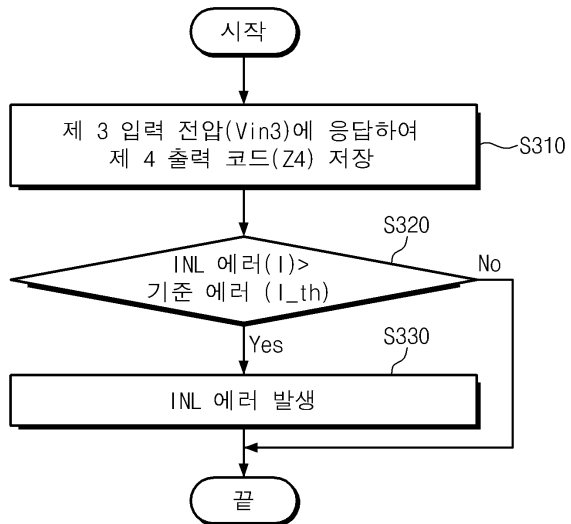 시작
제 3 입력 전압(Vin3)에 응답하여
제 4 출력 코드(Z4) 저장
S310
S320
INL 에러(I)>
기준 에러 (I_th)
No
Yes
S330
INL 에러 발생
끝